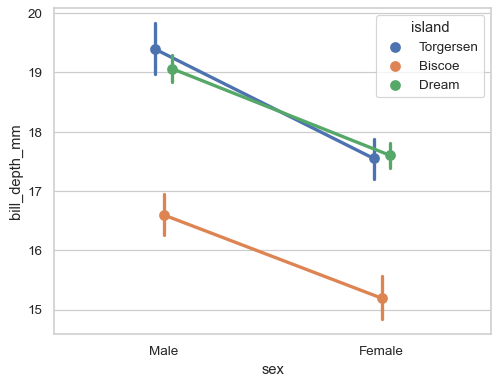 20
19
18
17
16
15
bill_depth_mm
island
Torgersen
Biscoe
Dream
Male
Female
sex